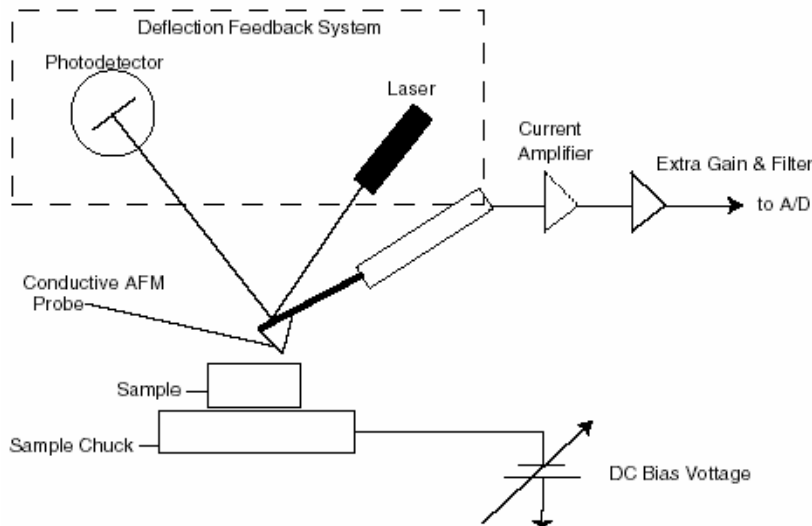 Deflection Feedback System
Photodetector
Laser
Current
Amplifier
Extra Gain & Filter
to A/D
Conductive AFM
Probe
Sample
Sample Chuck
DC Bias Vottage